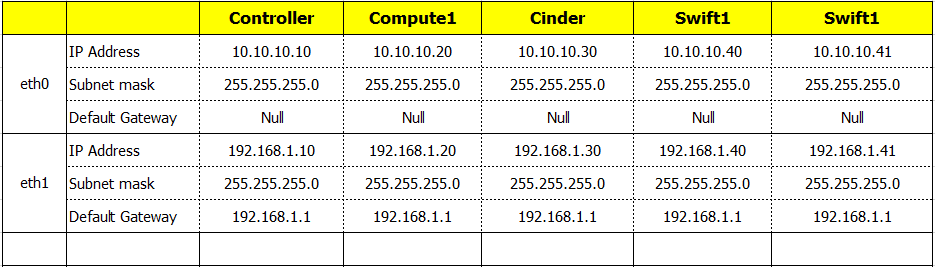 Controller Compute1 Cinder Swift1 Swift1
IP Address 10.10.10.10 10.10.10.20 10.10.10.30 10.10.10.40 10.10.10.41
eth0 Subnet mask 255.255.255.0 255.255.255.0 255.255.255.0 255.255.255.0 255.255.255.0
Default Gateway Null Null Null Null Null
IP Address 192.168.1.10 192.168.1.20 192.168.1.30 192.168.1.40 192.168.1.41
eth1 Subnet mask 255.255.255.0 255.255.255.0 255.255.255.0 255.255.255.0 255.255.255.0
Default Gateway 192.168.1.1 192.168.1.1 192.168.1.1 192.168.1.1 192.168.1.1